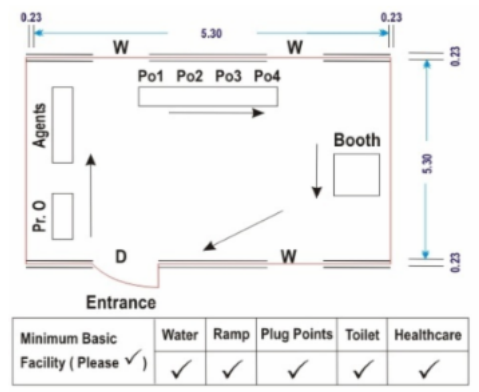 0.23 5.30 0.23
W W
0.23
Po1 Po2 Po3 Po4
Agents
Booth
5.30
Pr. O
D W
0.23
Entrance
Minimum Basic
Facility ( Please ✓ )
Water Ramp Plug Points Toilet Healthcare
✓ ✓ ✓ ✓ ✓